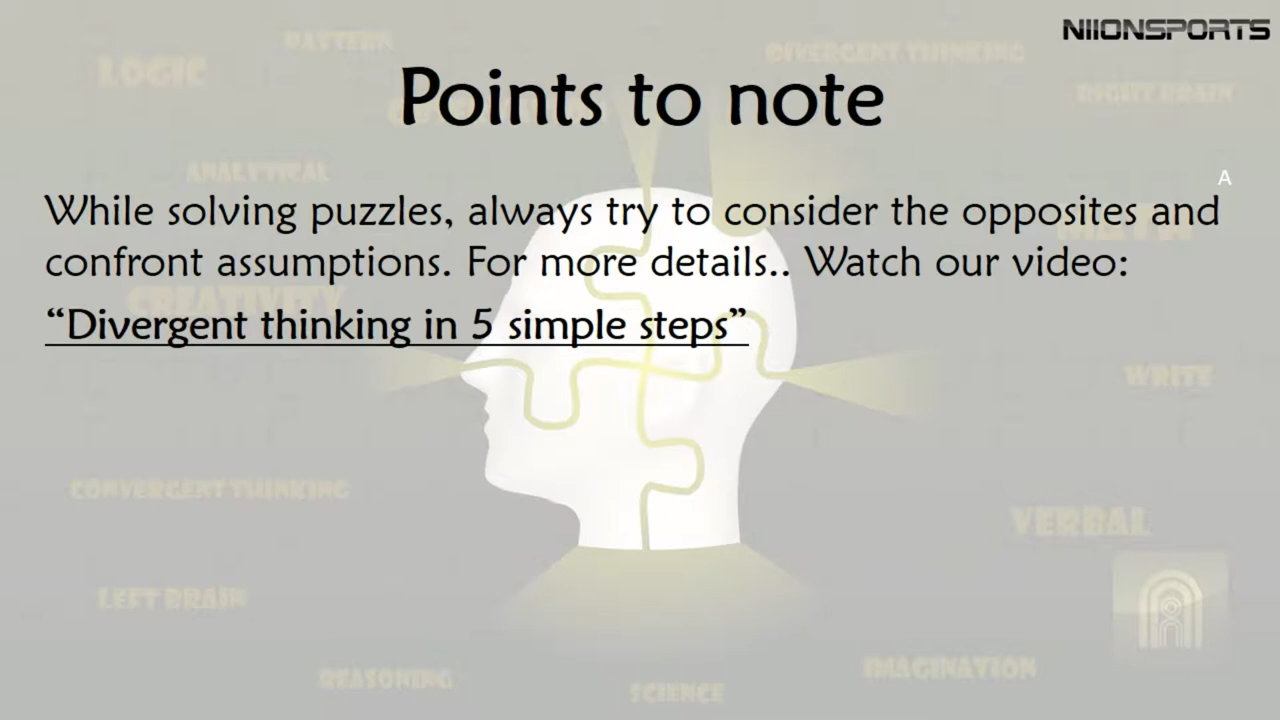 NIIONSPORTS
PATTERN
LOGIC
DIVERGENT THINKING
Points to note
RIGHT BRAIN
ANALYTICAL
A
While solving puzzles, always try to consider the opposites and
confront assumptions. For more details.. Watch our video:
CREATIVITY
“Divergent thinking in 5 simple steps”
WRITE
CONVERGENT THINKING
VERBAL
LEFT BRAIN
REASONING
SCIENCE
IMAGINATION